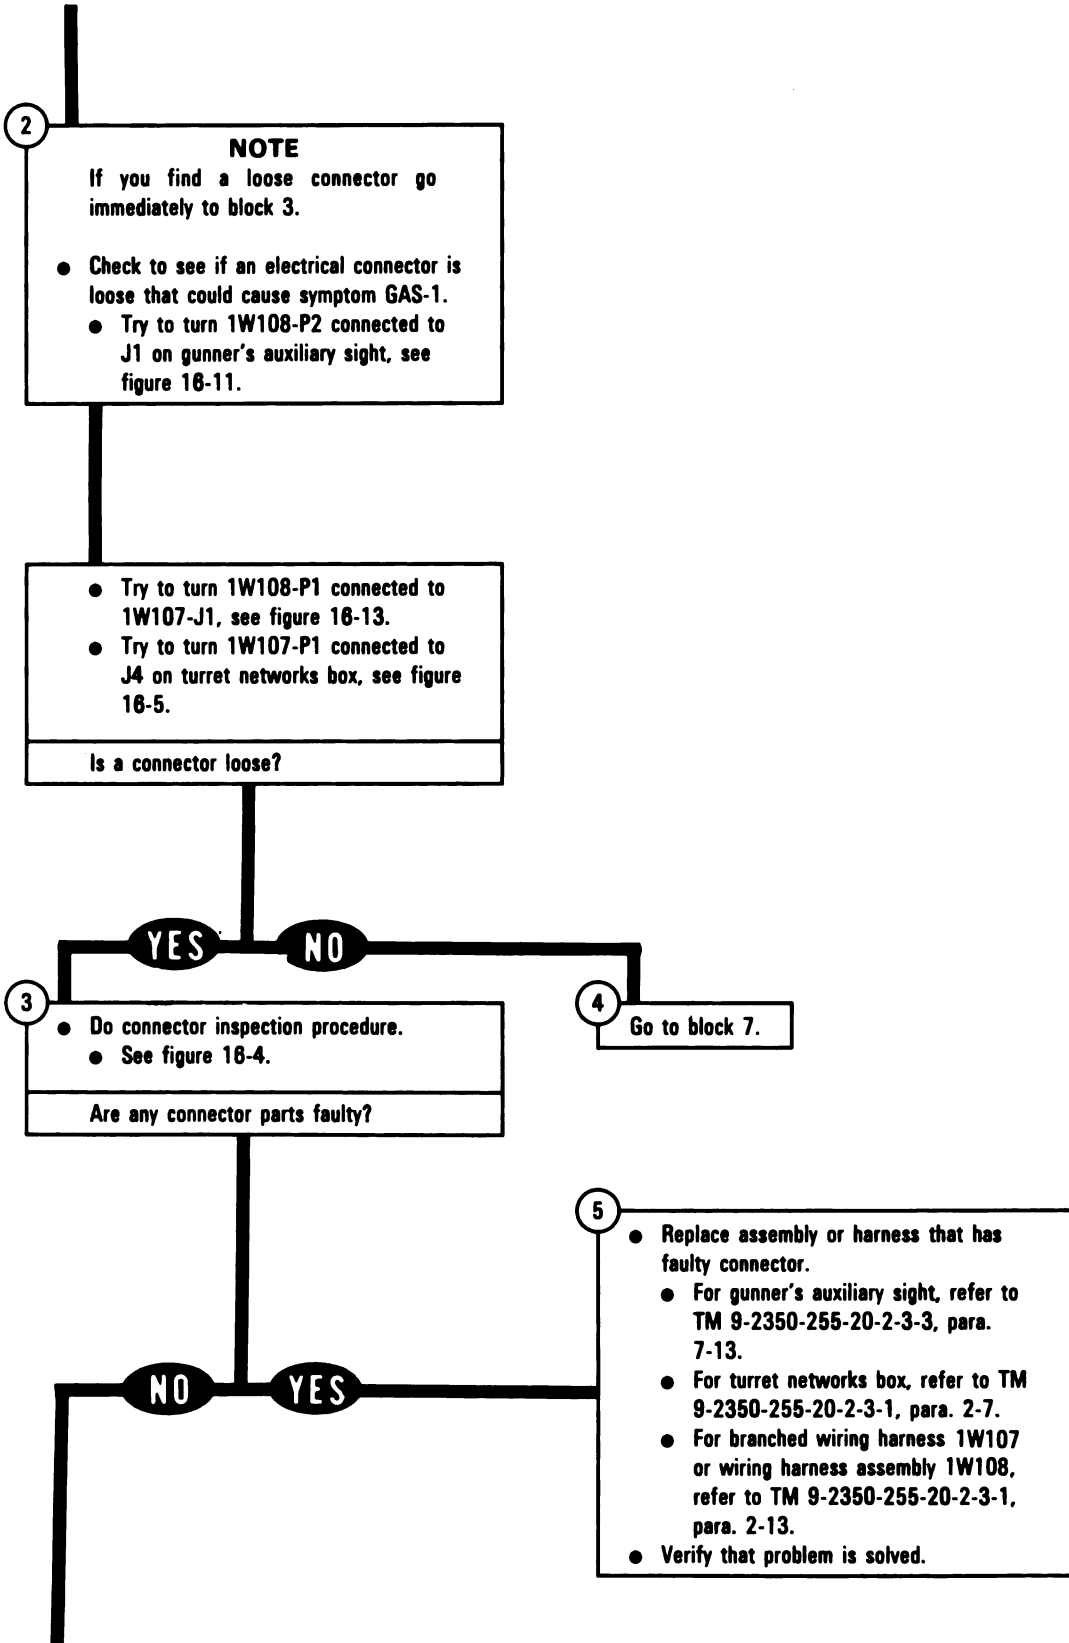 2
NOTE
If you find a loose connector go
immediately to block 3.
● Check to see if an electrical connector is
loose that could cause symptom GAS-1.
● Try to turn 1W108-P2 connected to
J1 on gunner's auxiliary sight, see
figure 16-11.
● Try to turn 1W108-P1 connected to
1W107-J1, see figure 16-13.
● Try to turn 1W107-P1 connected to
J4 on turret networks box, see figure
16-5.
Is a connector loose?
YES NO
3
● Do connector inspection procedure.
● See figure 16-4.
Are any connector parts faulty?
4
Go to block 7.
NO YES
5
● Replace assembly or harness that has
faulty connector.
● For gunner's auxiliary sight, refer to
TM 9-2350-255-20-2-3-3, para.
7-13.
● For turret networks box, refer to TM
9-2350-255-20-2-3-1, para. 2-7.
● For branched wiring harness 1W107
or wiring harness assembly 1W108,
refer to TM 9-2350-255-20-2-3-1,
para. 2-13.
● Verify that problem is solved.